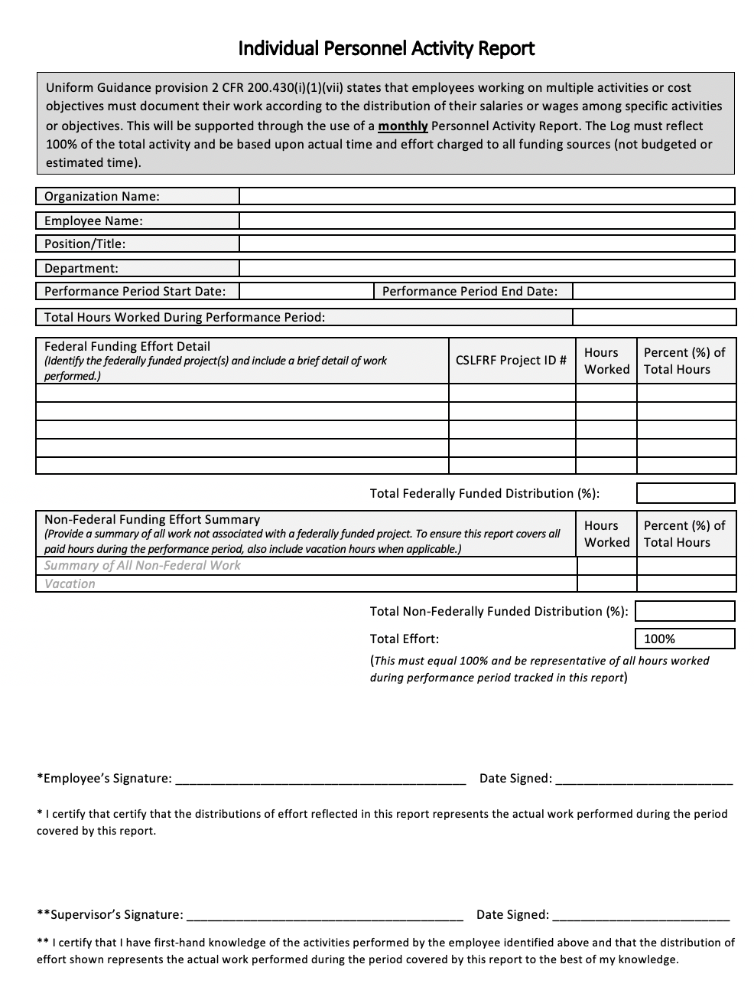 Individual Personnel Activity Report
Uniform Guidance provision 2 CFR 200.430(i)(1)(vii) states that employees working on multiple activities or cost
objectives must document their work according to the distribution of their salaries or wages among specific activities
or objectives. This will be supported through the use of a monthly Personnel Activity Report. The Log must reflect
100% of the total activity and be based upon actual time and effort charged to all funding sources (not budgeted or
estimated time).
Organization Name:
Employee Name:
Position/Title:
Department:
Performance Period Start Date: Performance Period End Date:
Total Hours Worked During Performance Period:
Federal Funding Effort Detail
(Identify the federally funded project(s) and include a brief detail of work
performed.)
CSLFRF Project ID #
Hours
Worked
Percent (%) of
Total Hours
Total Federally Funded Distribution (%):
Non-Federal Funding Effort Summary
(Provide a summary of all work not associated with a federally funded project. To ensure this report covers all
paid hours during the performance period, also include vacation hours when applicable.)
Hours
Worked
Percent (%) of
Total Hours
Summary of All Non-Federal Work
Vacation
Total Non-Federally Funded Distribution (%):
Total Effort: 100%
(This must equal 100% and be representative of all hours worked
during performance period tracked in this report)
*Employee’s Signature: _________________________________________ Date Signed: _________________________
* I certify that certify that the distributions of effort reflected in this report represents the actual work performed during the period
covered by this report.
**Supervisor’s Signature: _______________________________________ Date Signed: _________________________
** I certify that I have first-hand knowledge of the activities performed by the employee identified above and that the distribution of
effort shown represents the actual work performed during the period covered by this report to the best of my knowledge.